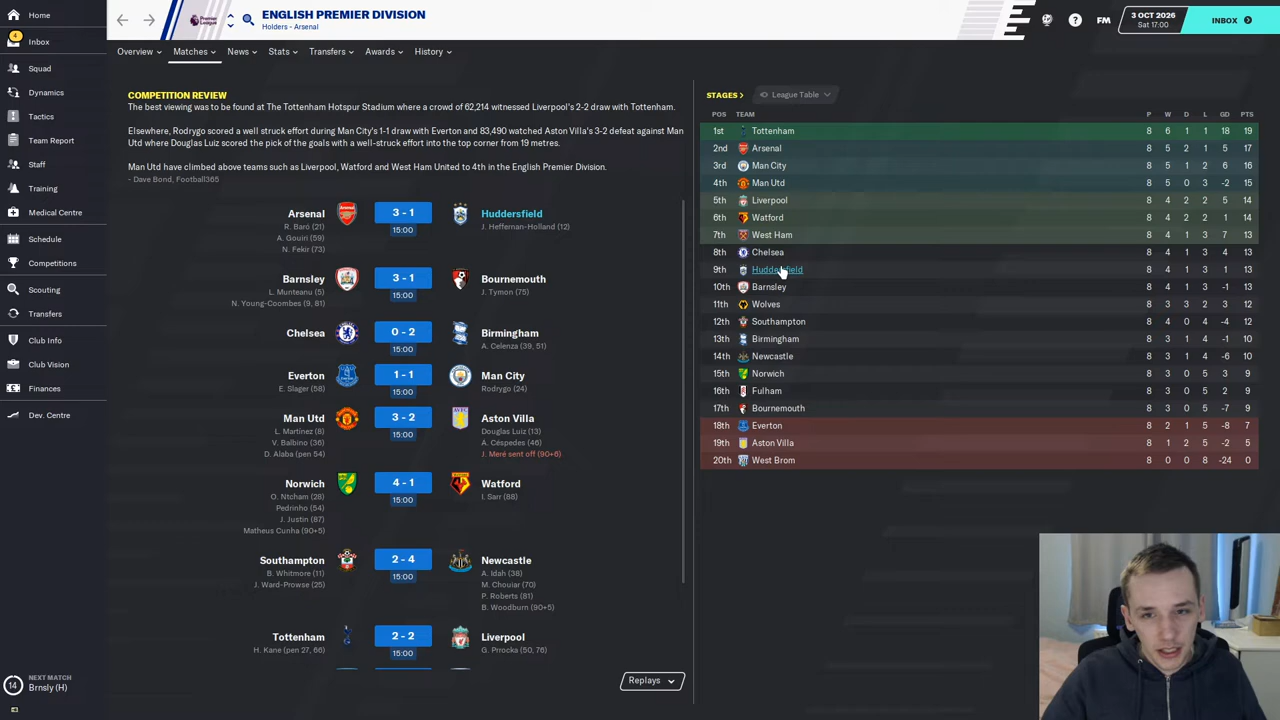 Home
4
Inbox
Squad
Dynamics
Tactics
Team Report
Staff
Training
Medical Centre
Schedule
Competitions
Scouting
Transfers
Club Info
Club Vision
Finances
Dev. Centre
14
NEXT MATCH
Brnsly (H)
Premier League
ENGLISH PREMIER DIVISION
Holders - Arsenal
?
FM
3 OCT 2026
Sat 17:00
INBOX
Overview
Matches
News
Stats
Transfers
Awards
History
COMPETITION REVIEW
The best viewing was to be found at The Tottenham Hotspur Stadium where a crowd of 62,214 witnessed Liverpool's 2-2 draw with Tottenham.
Elsewhere, Rodrygo scored a well struck effort during Man City's 1-1 draw with Everton and 83,490 watched Aston Villa's 3-2 defeat against Man
Utd where Douglas Luiz scored the pick of the goals with a well-struck effort into the top corner from 19 metres.
Man Utd have climbed above teams such as Liverpool, Watford and West Ham United to 4th in the English Premier Division.
- Dave Bond, Football365
Arsenal 3 - 1 Huddersfield
R. Baró (21) 15:00 J. Heffernan-Holland (12)
A. Gouiri (59)
N. Fekir (73)
Barnsley 3 - 1 Bournemouth
L. Munteanu (5) 15:00 J. Tymon (75)
N. Young-Coombes (9, 81)
Chelsea 0 - 2 Birmingham
15:00 A. Celenza (39, 51)
Everton 1 - 1 Man City
E. Slager (58) 15:00 Rodrygo (24)
Man Utd 3 - 2 Aston Villa
L. Martínez (8) 15:00 Douglas Luiz (13)
V. Balbino (36) A. Céspedes (46)
D. Alaba (pen 54) J. Meré sent off (90+6)
Norwich 4 - 1 Watford
O. Ntcham (28) 15:00 I. Sarr (88)
Pedrinho (54)
J. Justin (87)
Matheus Cunha (90+5)
Southampton 2 - 4 Newcastle
B. Whitmore (11) 15:00 A. Idah (38)
J. Ward-Prowse (25) M. Chouiar (70)
P. Roberts (81)
B. Woodburn (90+5)
Tottenham 2 - 2 Liverpool
H. Kane (pen 27, 66) 15:00 G. Prrocka (50, 76)
Replays
STAGES > League Table
POS TEAM P W D L GD PTS
1st Tottenham 8 6 1 1 18 19
2nd Arsenal 8 5 2 1 5 17
3rd Man City 8 5 1 2 6 16
4th Man Utd 8 5 0 3 -2 15
5th Liverpool 8 4 2 2 5 14
6th Watford 8 4 2 2 1 14
7th West Ham 8 4 1 3 7 13
8th Chelsea 8 4 1 3 4 13
9th Huddersfield 8 4 1 3 1 13
10th Barnsley 8 4 1 3 -1 13
11th Wolves 8 3 3 2 3 12
12th Southampton 8 4 0 4 -4 12
13th Birmingham 8 3 1 4 -1 10
14th Newcastle 8 3 1 4 -6 10
15th Norwich 8 3 0 5 3 9
16th Fulham 8 3 0 5 2 9
17th Bournemouth 8 3 0 5 -7 9
18th Everton 8 2 1 5 -8 7
19th Aston Villa 8 1 2 5 -2 5
20th West Brom 8 0 0 8 -24 0